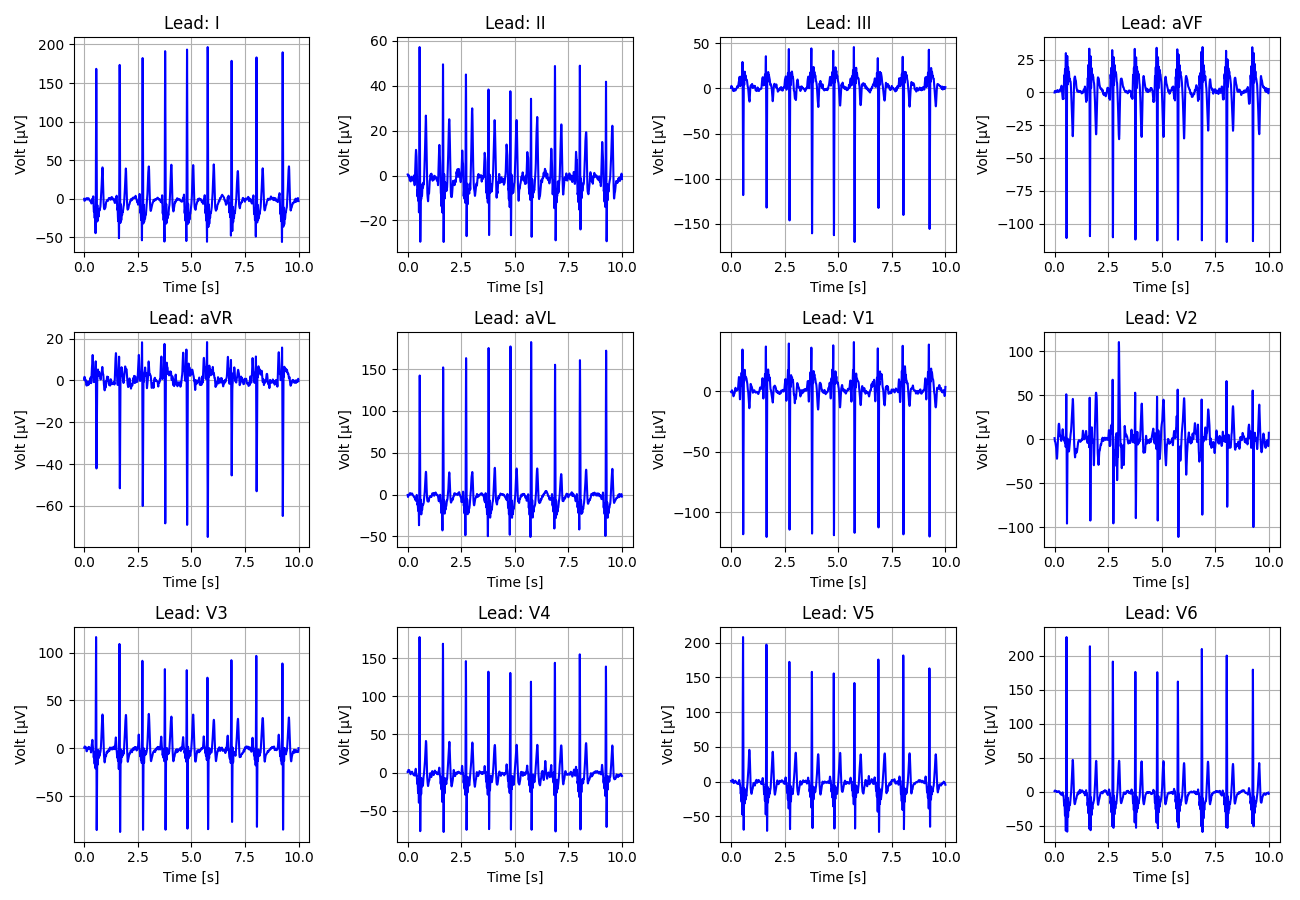 Lead: I
Lead: II
Lead: III
Lead: aVF
200
150
100
50
0
−50
0.0 2.5 5.0 7.5 10.0
Time [s]
Volt [µV]
60
40
20
0
−20
0.0 2.5 5.0 7.5 10.0
Time [s]
Volt [µV]
50
0
−50
−100
−150
0.0 2.5 5.0 7.5 10.0
Time [s]
Volt [µV]
25
0
−25
−50
−75
−100
0.0 2.5 5.0 7.5 10.0
Time [s]
Volt [µV]
Lead: aVR
Lead: aVL
Lead: V1
Lead: V2
20
0
−20
−40
−60
0.0 2.5 5.0 7.5 10.0
Time [s]
Volt [µV]
150
100
50
0
−50
0.0 2.5 5.0 7.5 10.0
Time [s]
Volt [µV]
0
−100
0.0 2.5 5.0 7.5 10.0
Time [s]
Volt [µV]
100
50
0
−50
−100
0.0 2.5 5.0 7.5 10.0
Time [s]
Volt [µV]
Lead: V3
Lead: V4
Lead: V5
Lead: V6
100
50
0
−50
0.0 2.5 5.0 7.5 10.0
Time [s]
Volt [µV]
150
100
50
0
−50
0.0 2.5 5.0 7.5 10.0
Time [s]
Volt [µV]
200
150
100
50
0
−50
0.0 2.5 5.0 7.5 10.0
Time [s]
Volt [µV]
200
150
100
50
0
−50
0.0 2.5 5.0 7.5 10.0
Time [s]
Volt [µV]